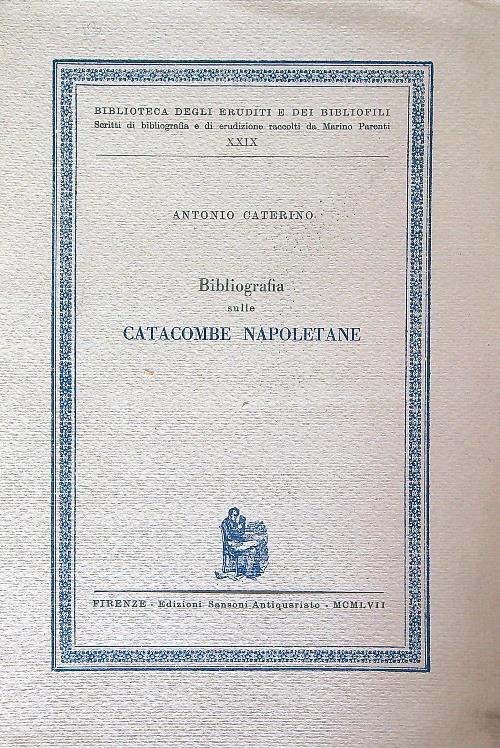 BIBLIOTECA DEGLI ERUDITI E DEI BIBLIOFILI
Scritti di bibliografia e di erudizione raccolti da Marino Parenti
XXIX
ANTONIO CATERINO
Bibliografia
sulle
CATACOMBE NAPOLETANE
FIRENZE - Edizioni Sansoni Antiquariato - MCMLVII